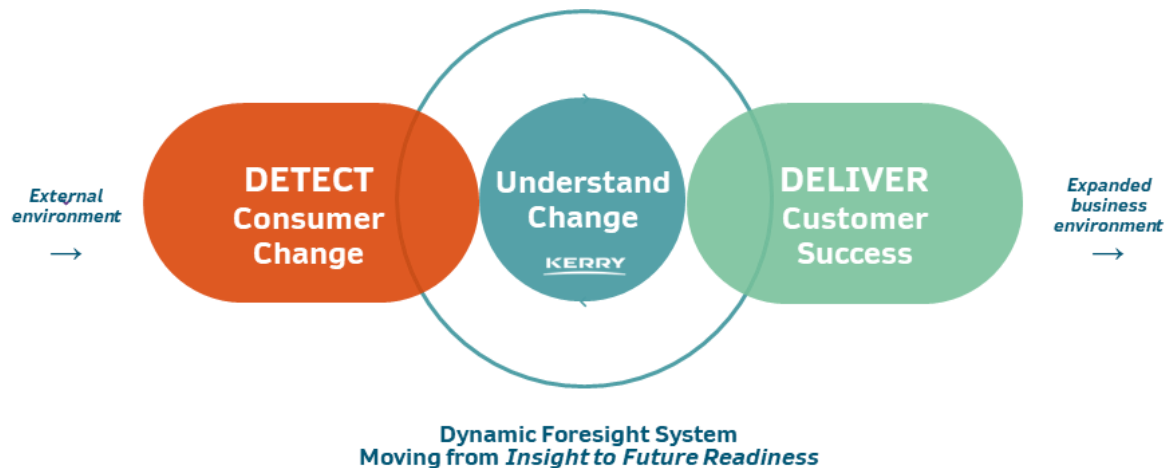 External
environment
→
DETECT
Consumer
Change
Understand
Change
KERRY
DELIVER
Customer
Success
Expanded
business
environment
→
Dynamic Foresight System
Moving from Insight to Future Readiness